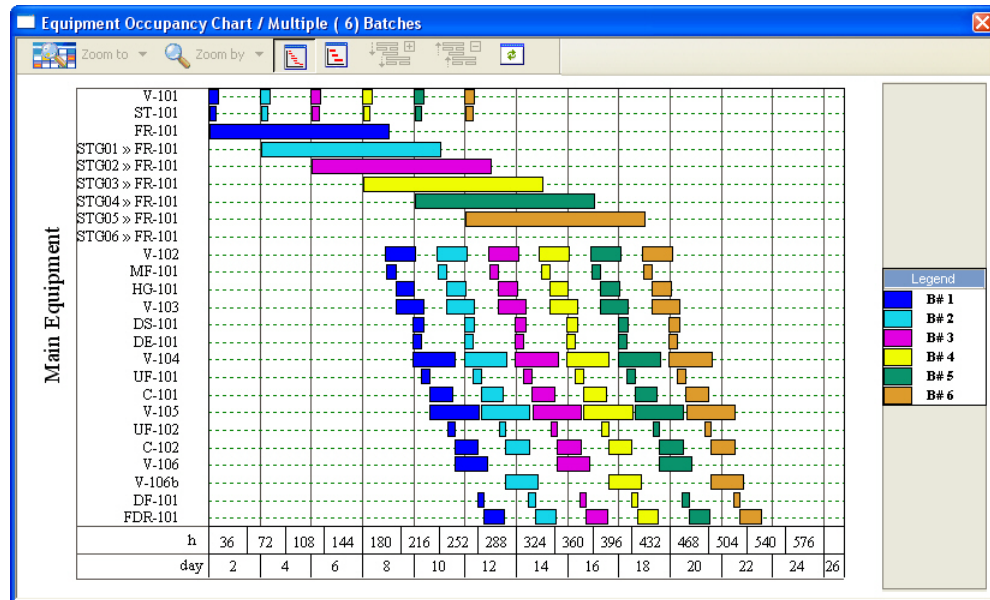 Equipment Occupancy Chart / Multiple ( 6) Batches
Zoom to Zoom by
V-101
ST-101
FR-101
STG01 » FR-101
STG02 » FR-101
STG03 » FR-101
STG04 » FR-101
STG05 » FR-101
STG06 » FR-101
V-102
MF-101
HG-101
V-103
DS-101
DE-101
V-104
UF-101
C-101
V-105
UF-102
C-102
V-106
V-106b
DF-101
FDR-101
Main Equipment
h 36 72 108 144 180 216 252 288 324 360 396 432 468 504 540 576
day 2 4 6 8 10 12 14 16 18 20 22 24 26
Legend
B# 1
B# 2
B# 3
B# 4
B# 5
B# 6